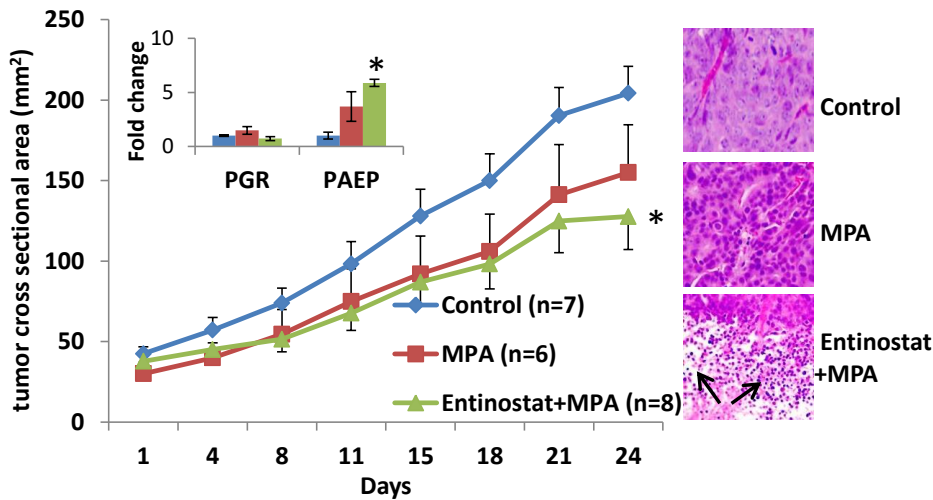 tumor cross sectional area (mm²)
250
200
150
100
50
0
1 4 8 11 15 18 21 24
Days
Control (n=7)
MPA (n=6)
Entinostat+MPA (n=8)
*
Fold change
10
5
0
*
PGR PAEP
Control
MPA
Entinostat
+MPA